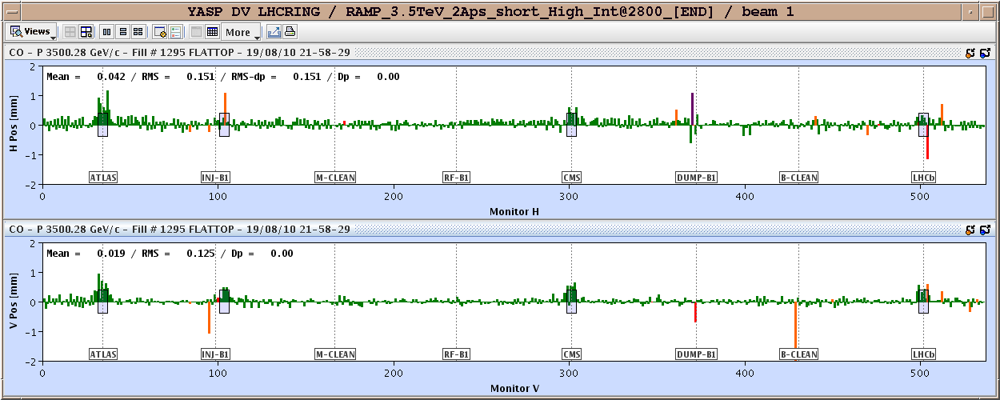 YASP DV LHCRING / RAMP_3.5TeV_2Aps_short_High_Int@2800_[END] / beam 1
Views More
CO - P 3500.28 GeV/c - Fill # 1295 FLATTOP - 19/08/10 21-58-29
Mean = 0.042 / RMS = 0.151 / RMS-dp = 0.151 / Dp = 0.00
H Pos [mm]
2
1
0
-1
-2
ATLAS INJ-B1 M-CLEAN RF-B1 CMS DUMP-B1 B-CLEAN LHCb
0 100 200 300 400 500
Monitor H
CO - P 3500.28 GeV/c - Fill # 1295 FLATTOP - 19/08/10 21-58-29
Mean = 0.019 / RMS = 0.125 / Dp = 0.00
V Pos [mm]
2
1
0
-1
-2
ATLAS INJ-B1 M-CLEAN RF-B1 CMS DUMP-B1 B-CLEAN LHCb
0 100 200 300 400 500
Monitor V